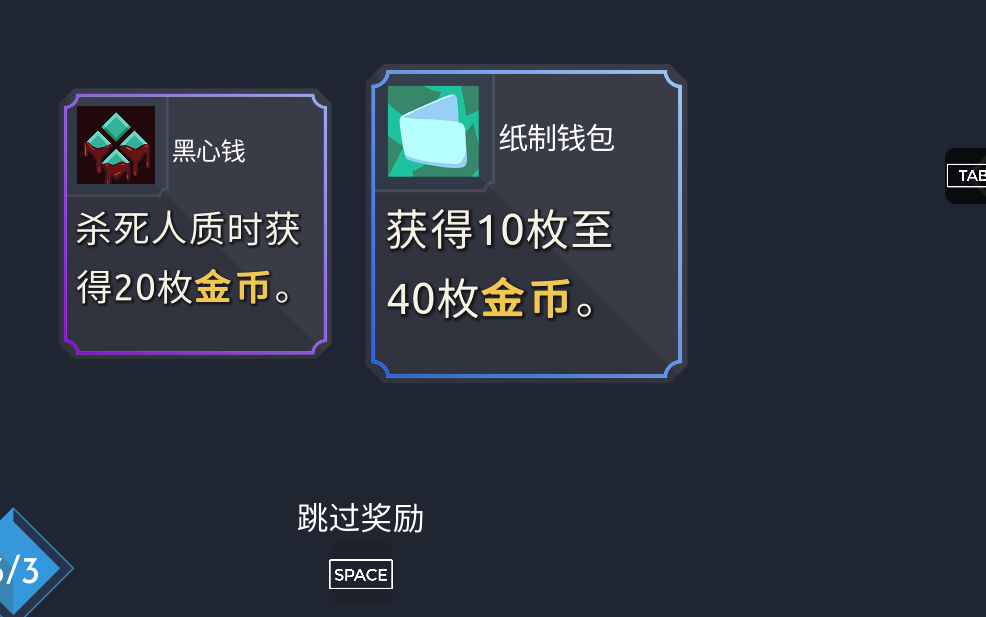 黑心钱
杀死人质时获
得20枚金币。
纸制钱包
获得10枚至
40枚金币。
TAB
跳过奖励
SPACE
/3